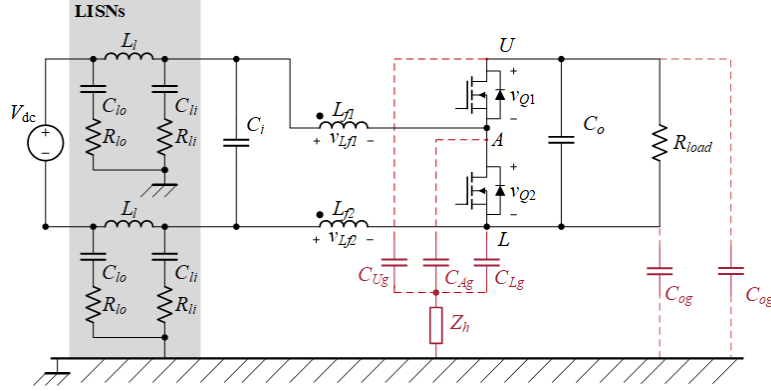 LISNs
L_l
U
C_lo
C_li
V_dc
v_Q1
C_i
L_f1
C_o
+
+
−
R_lo
R_li
+ v_Lf1 −
−
A
R_load
+
L_l
L_f2
v_Q2
−
+ v_Lf2 −
L
C_lo
C_li
C_Ug
C_Ag
C_Lg
C_og
C_og
R_lo
R_li
Z_h